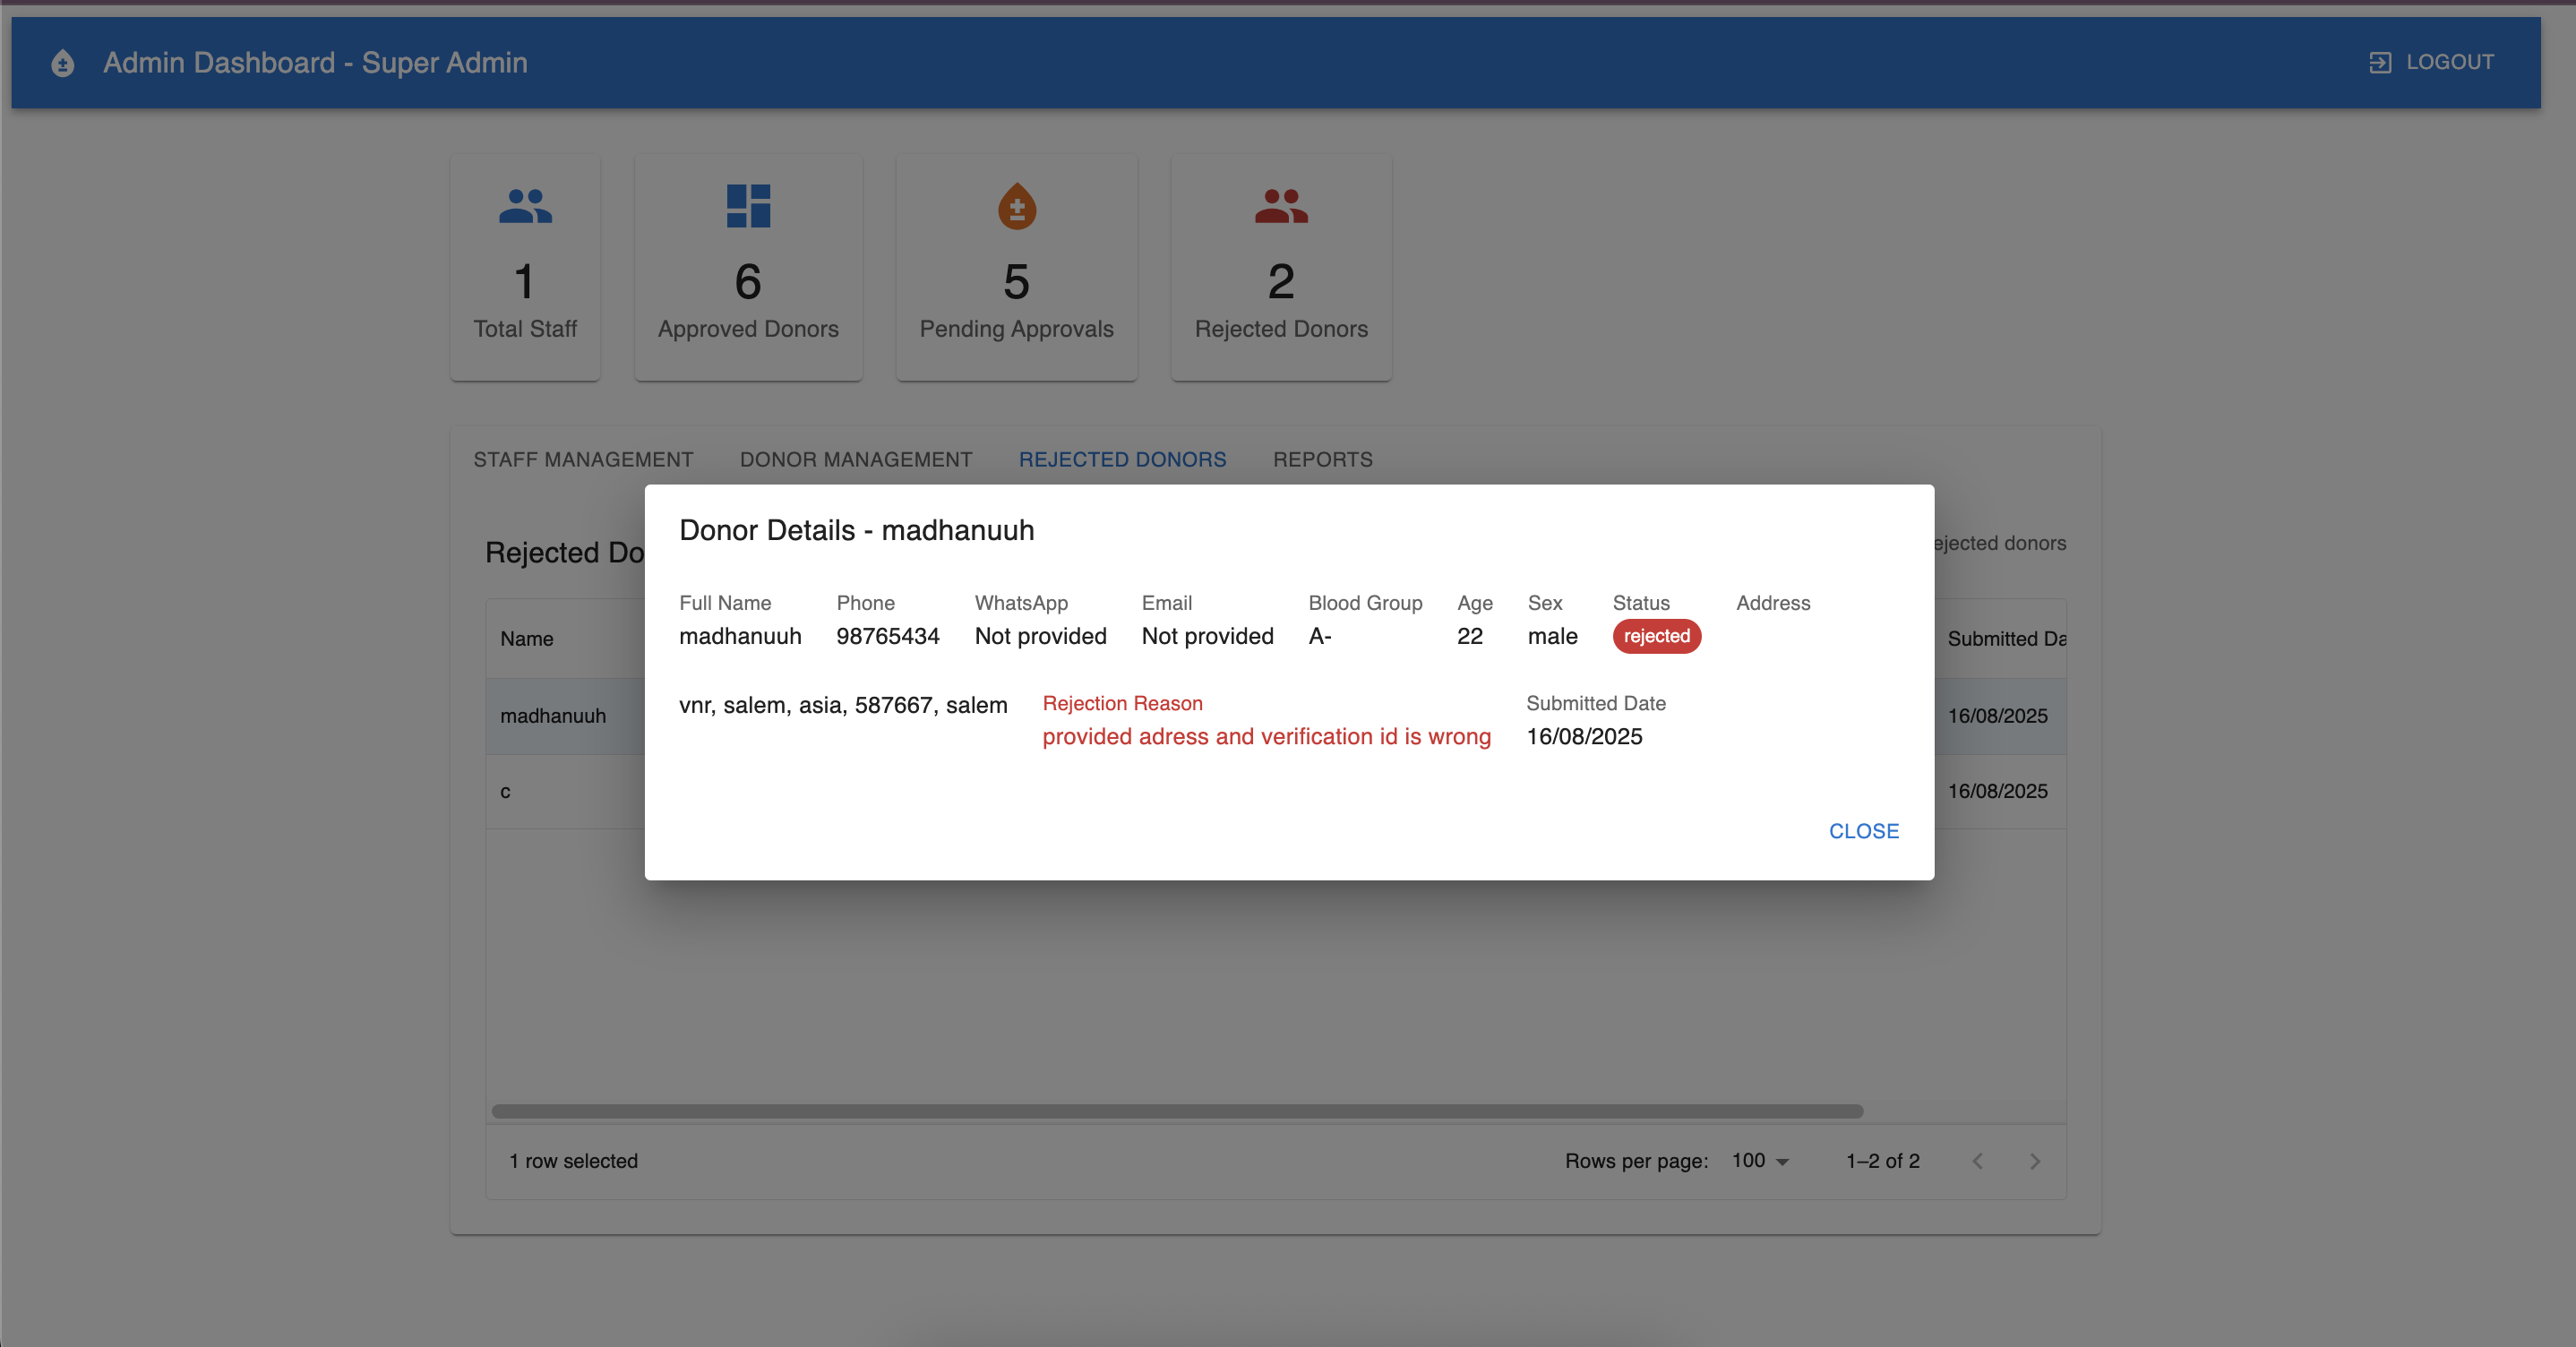 Admin Dashboard - Super Admin
LOGOUT
1
Total Staff
6
Approved Donors
5
Pending Approvals
2
Rejected Donors
STAFF MANAGEMENT DONOR MANAGEMENT REJECTED DONORS REPORTS
Donor Details - madhanuuh
Rejected Do
ejected donors
Full Name Phone WhatsApp Email Blood Group Age Sex Status Address
madhanuuh 98765434 Not provided Not provided A- 22 male rejected
vnr, salem, asia, 587667, salem
Rejection Reason
provided adress and verification id is wrong
Submitted Date
16/08/2025
CLOSE
Name Submitted Da
madhanuuh 16/08/2025
c 16/08/2025
1 row selected
Rows per page: 100 1–2 of 2